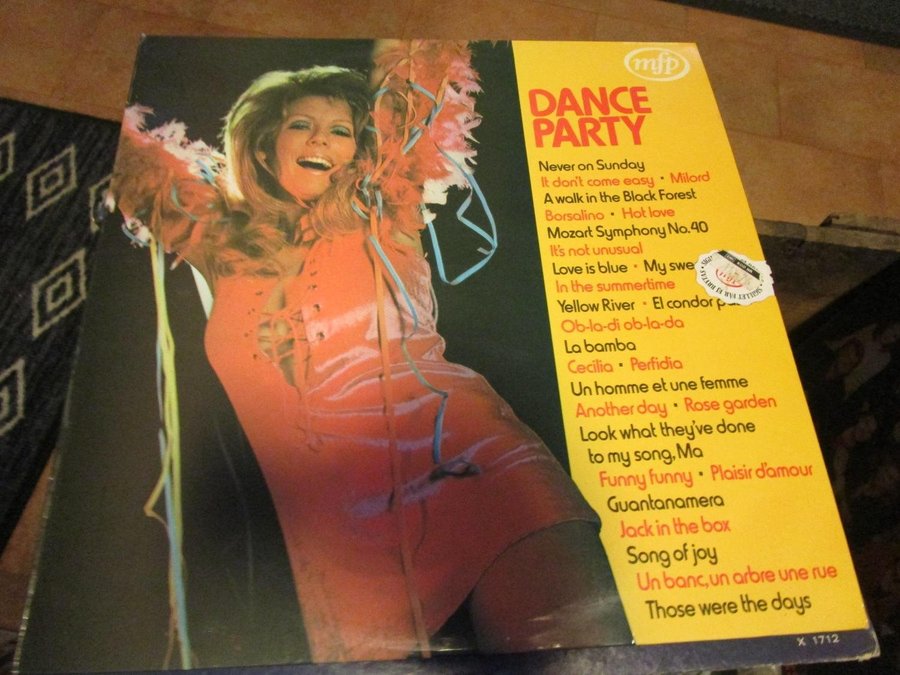 mfp
DANCE
PARTY
Never on Sunday
It don't come easy • Milord
A walk in the Black Forest
Borsalino • Hot love
Mozart Symphony No. 40
It's not unusual
Love is blue • My swe
In the summertime
Yellow River • El condor p
Ob-la-di ob-la-da
La bamba
Cecilia • Perfidia
Un homme et une femme
Another day • Rose garden
Look what they've done
to my song, Ma
Funny funny • Plaisir d'amour
Guantanamera
Jack in the box
Song of joy
Un banc, un arbre une rue
Those were the days
X 1712